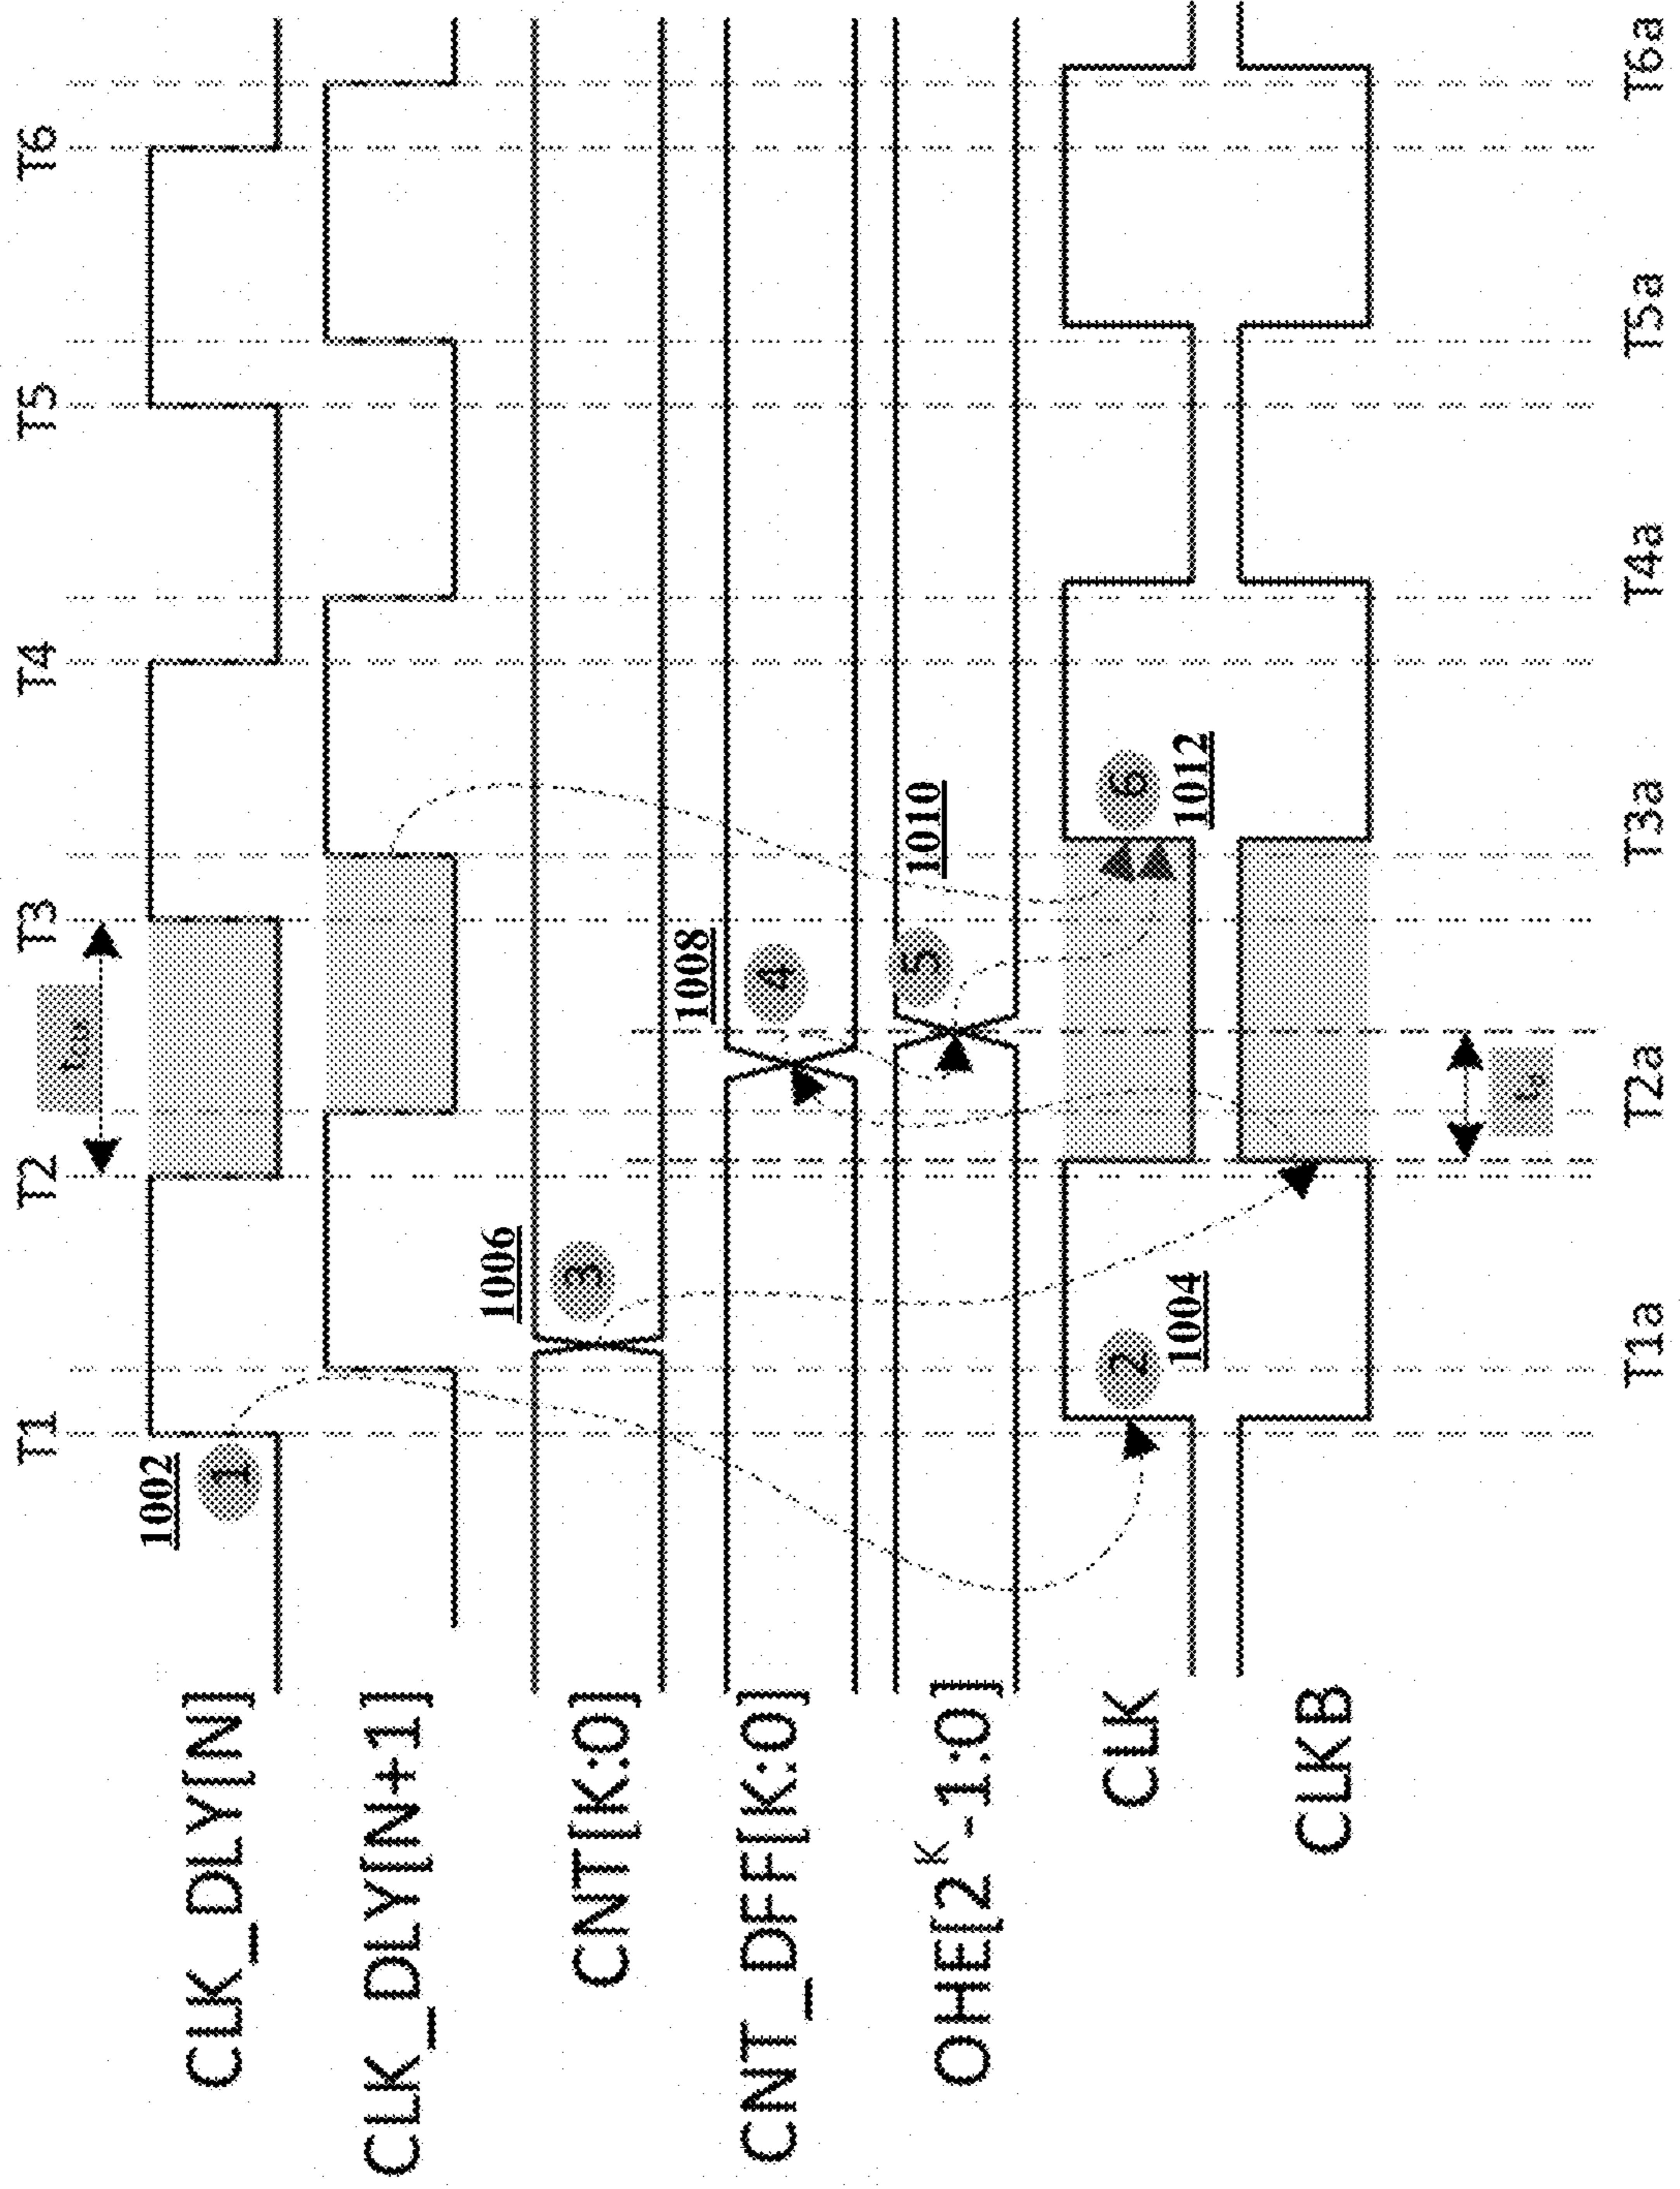 T1 T2 T3 T4 T5 T6
1002
1
CLK_DLY[N]
CLK_DLY[N+1]
1006
3
CNT[K:0]
1008
4
CNT_DFF[K:0]
1010
5
OHE[2ᴷ-1:0]
2
6
CLK
1004
1012
CLKB
T1a T2a T3a T4a T5a T6a